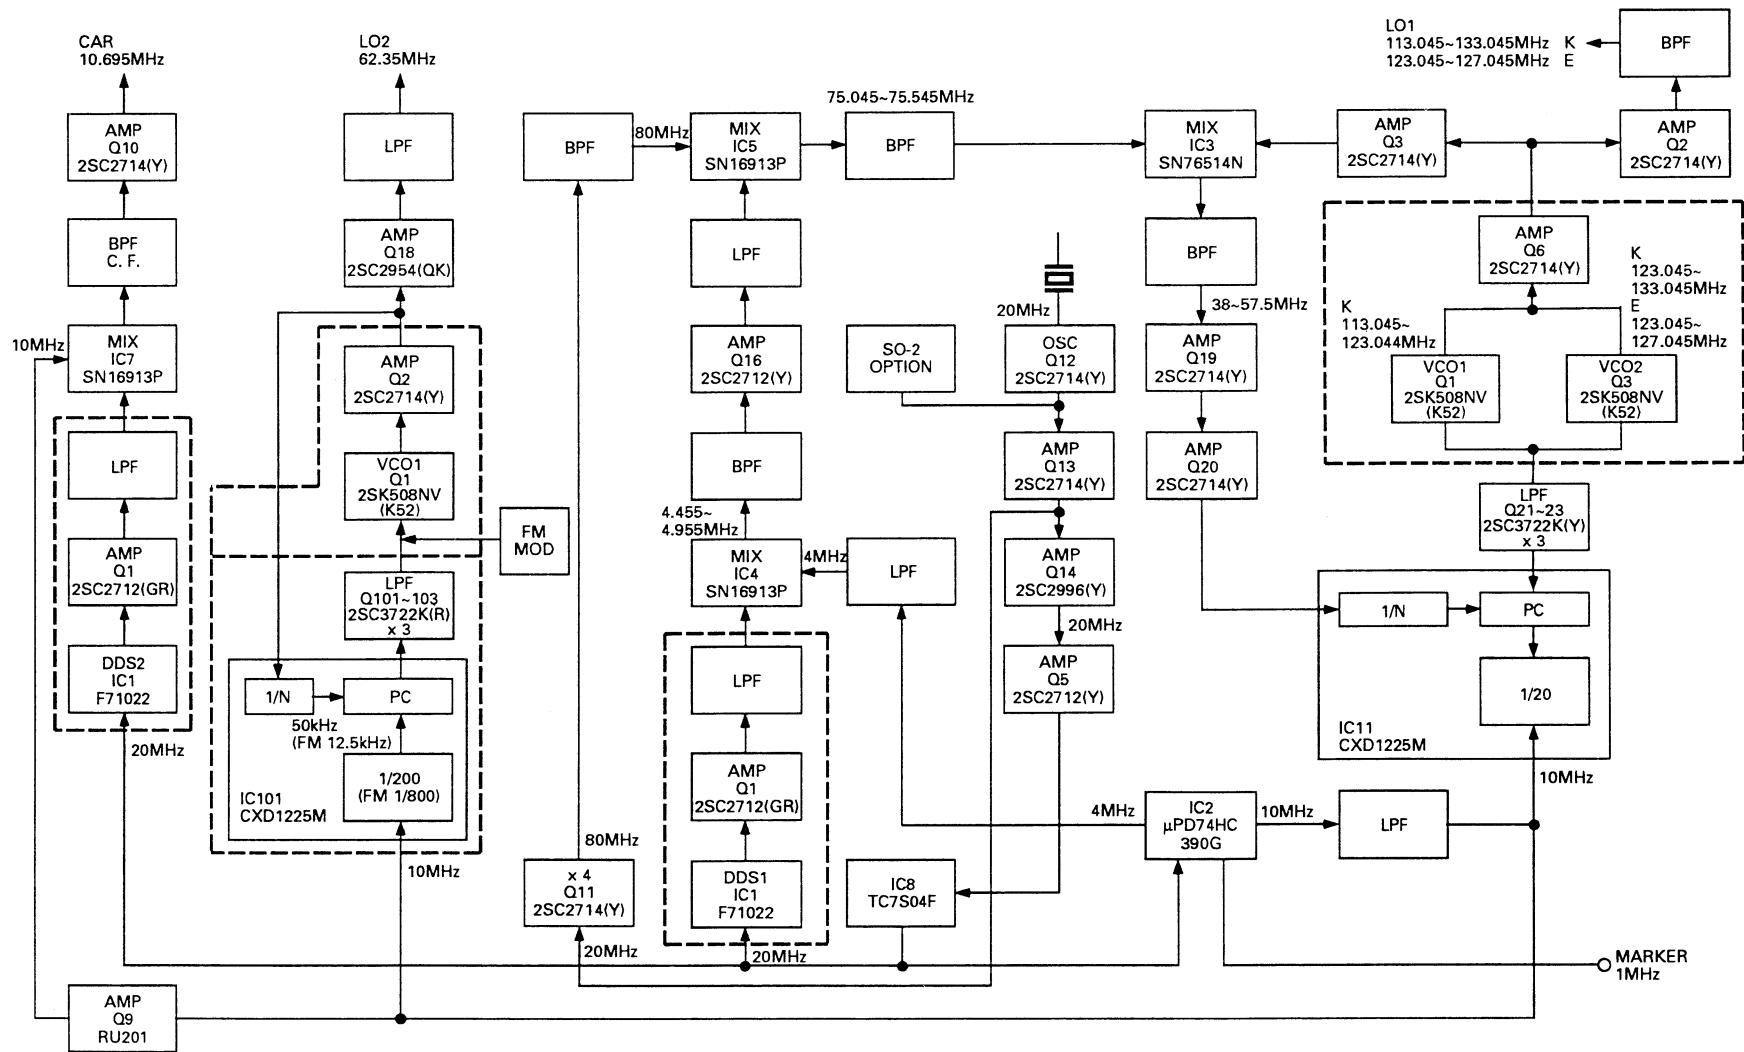 CAR
10.695MHz
LO2
62.35MHz
LO1
113.045~133.045MHz K
123.045~127.045MHz E
BPF
AMP
Q10
2SC2714(Y)
LPF
BPF
80MHz
MIX
IC5
SN16913P
75.045~75.545MHz
BPF
MIX
IC3
SN76514N
AMP
Q3
2SC2714(Y)
AMP
Q2
2SC2714(Y)
BPF
C. F.
AMP
Q18
2SC2954(QK)
LPF
BPF
AMP
Q6
2SC2714(Y)
K
123.045~
133.045MHz
E
123.045~
127.045MHz
K
113.045~
123.044MHz
10MHz
MIX
IC7
SN16913P
AMP
Q2
2SC2714(Y)
AMP
Q16
2SC2712(Y)
SO-2
OPTION
20MHz
OSC
Q12
2SC2714(Y)
38~57.5MHz
AMP
Q19
2SC2714(Y)
VCO1
Q1
2SK508NV
(K52)
VCO2
Q3
2SK508NV
(K52)
LPF
VCO1
Q1
2SK508NV
(K52)
BPF
AMP
Q13
2SC2714(Y)
AMP
Q20
2SC2714(Y)
LPF
Q21~23
2SC3722K(Y)
x 3
FM
MOD
4.455~
4.955MHz
AMP
Q1
2SC2712(GR)
LPF
Q101~103
2SC3722K(R)
x 3
MIX
IC4
SN16913P
4MHz
LPF
AMP
Q14
2SC2996(Y)
20MHz
1/N
PC
1/20
IC11
CXD1225M
10MHz
DDS2
IC1
F71022
20MHz
1/N
PC
50kHz
(FM 12.5kHz)
1/200
(FM 1/800)
IC101
CXD1225M
10MHz
LPF
AMP
Q5
2SC2712(Y)
AMP
Q1
2SC2712(GR)
4MHz
IC2
μPD74HC
390G
10MHz
LPF
80MHz
x 4
Q11
2SC2714(Y)
20MHz
DDS1
IC1
F71022
20MHz
IC8
TC7S04F
MARKER
1MHz
AMP
Q9
RU201